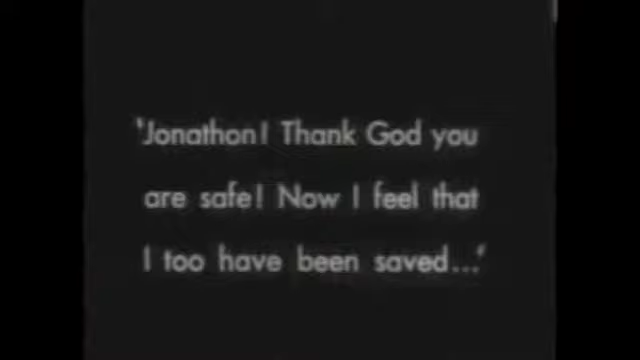 'Jonathon! Thank God you
are safe! Now I feel that
I too have been saved...'